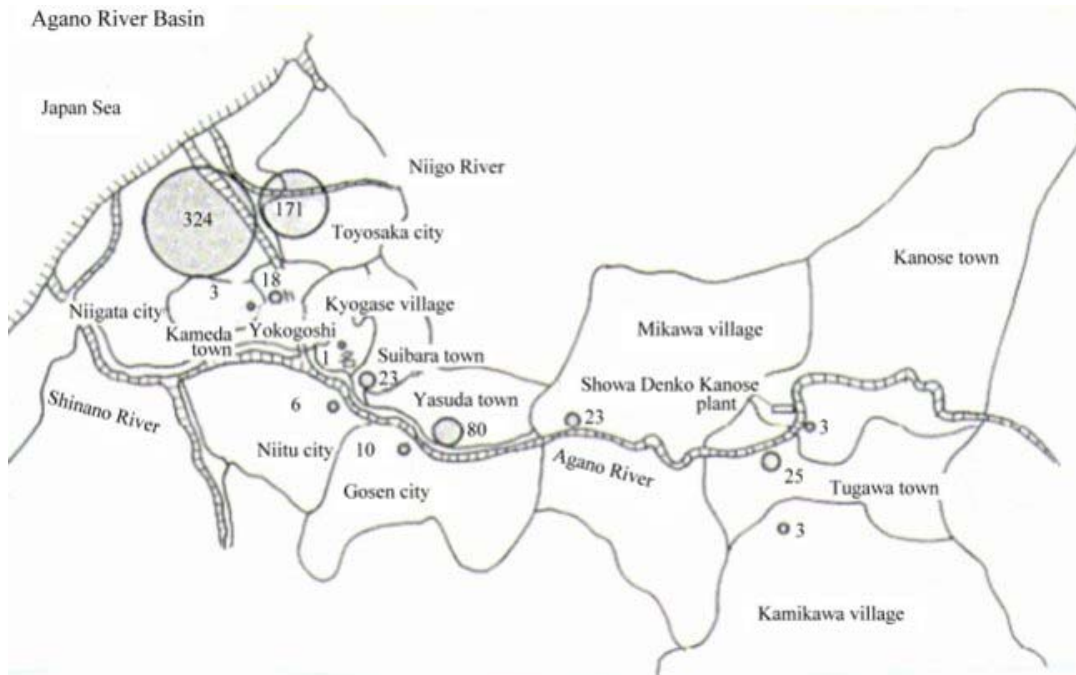 Agano River Basin
Japan Sea
Niigo River
324
171
Toyosaka city
Kanose town
3
18
Niigata city
Kyogase village
Mikawa village
Kameda
town
Yokogoshi
1
Suibara town
23
Showa Denko Kanose
plant
Shinano River
6
Yasuda town
80
23
3
Niitu city
10
Agano River
25
Gosen city
Tugawa town
3
Kamikawa village